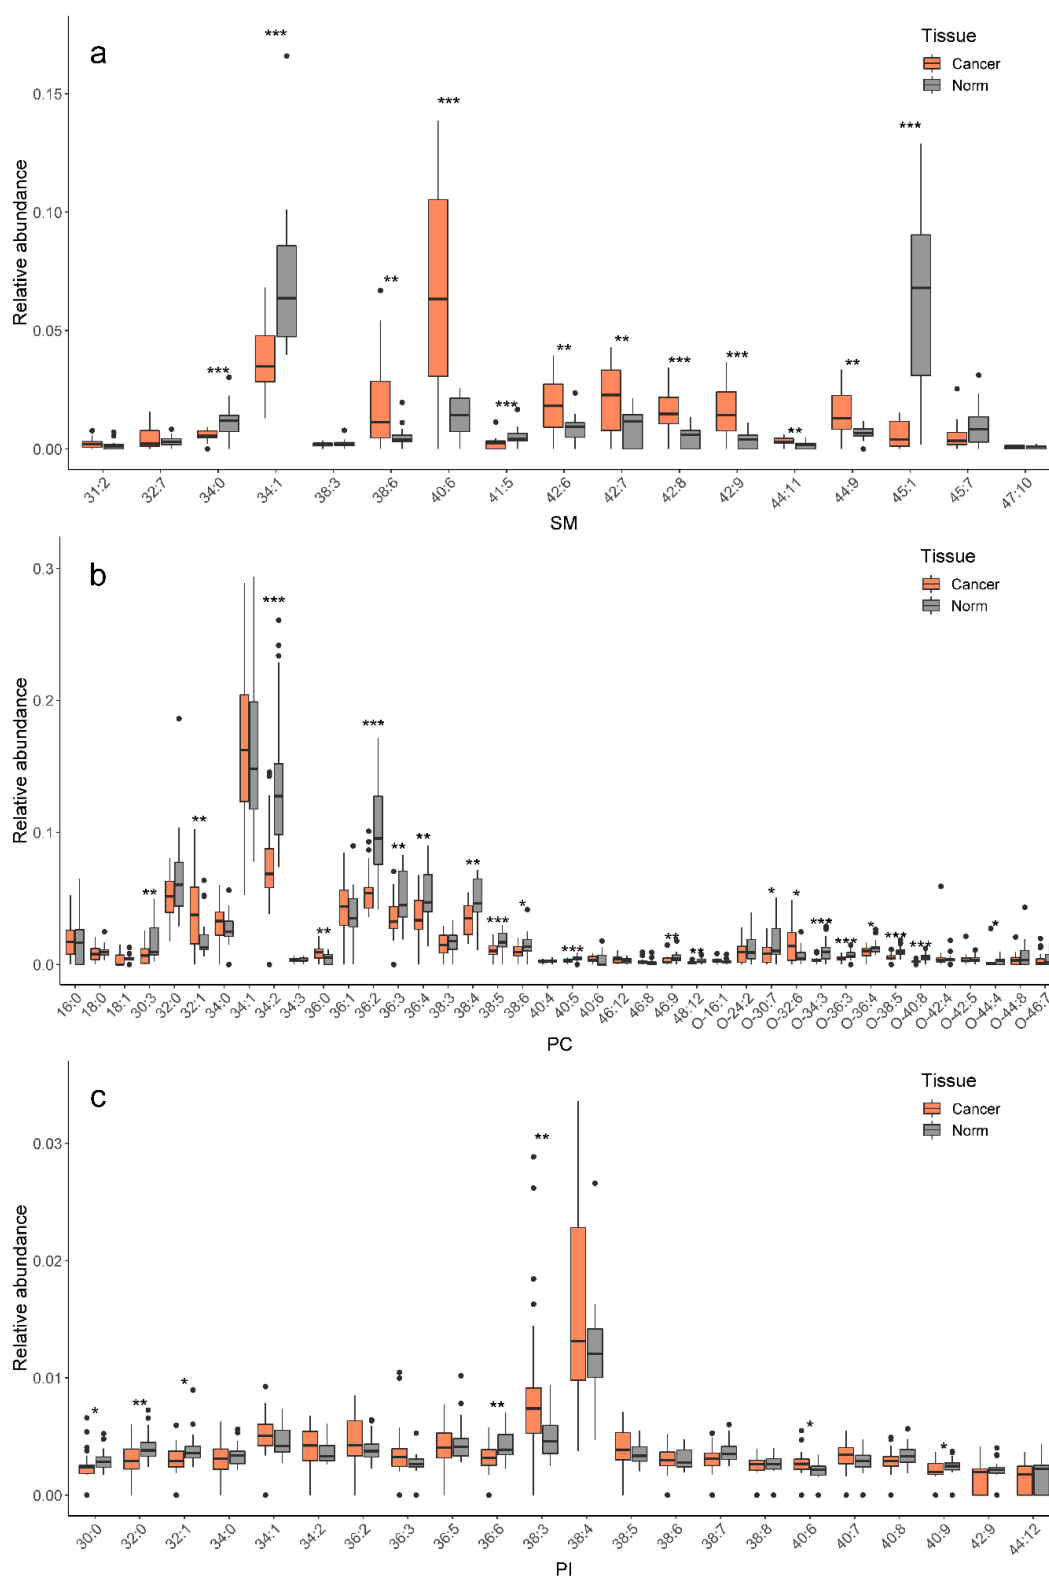 a
Tissue
Cancer
Norm
Relative abundance
0.15
0.10
0.05
0.00
*** *** *** ** *** *** ** ** *** *** ** ** ***
31:2 32:7 34:0 34:1 38:3 38:6 40:6 41:5 42:6 42:7 42:8 42:9 44:11 44:9 45:1 45:7 47:10
SM
b
Tissue
Cancer
Norm
Relative abundance
0.3
0.2
0.1
0.0
** ** *** ** *** ** ** ** *** * *** ** ** * * *** *** * *** *** *
16:0 18:0 18:1 30:3 32:0 32:1 34:0 34:1 34:2 34:3 36:0 36:1 36:2 36:3 36:4 38:3 38:4 38:5 38:6 40:4 40:5 40:6 46:12 46:8 46:9 48:12 O-16:1 O-24:2 O-30:7 O-32:6 O-34:3 O-36:3 O-36:4 O-38:5 O-40:8 O-42:4 O-42:5 O-44:4 O-44:8 O-46:7
PC
c
Tissue
Cancer
Norm
Relative abundance
0.03
0.02
0.01
0.00
* ** * ** ** * *
30:0 32:0 32:1 34:0 34:1 34:2 36:2 36:3 36:5 36:6 38:3 38:4 38:5 38:6 38:7 38:8 40:6 40:7 40:8 40:9 42:9 44:12
PI